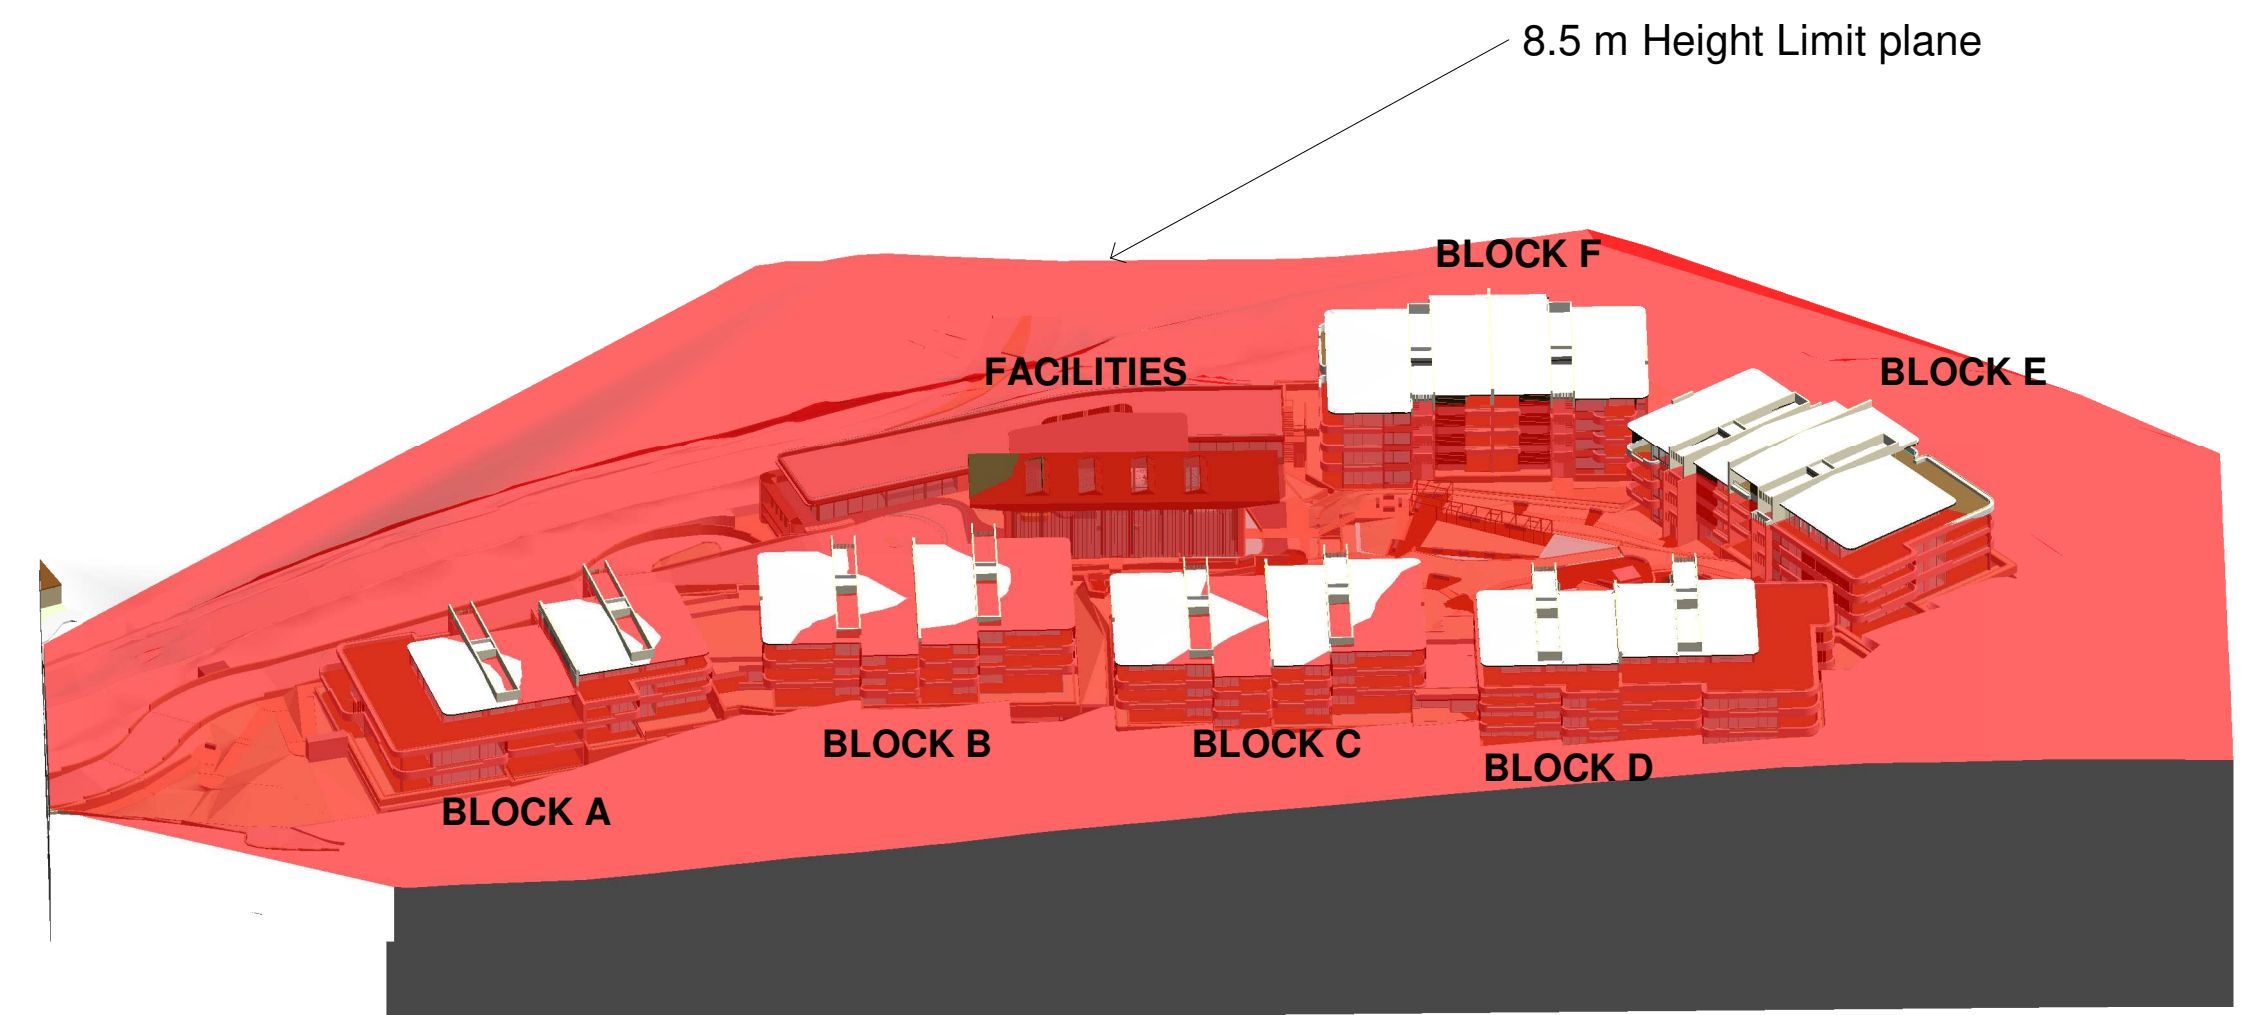 8.5 m Height Limit plane
BLOCK F
FACILITIES
BLOCK E
BLOCK B
BLOCK C
BLOCK D
BLOCK A